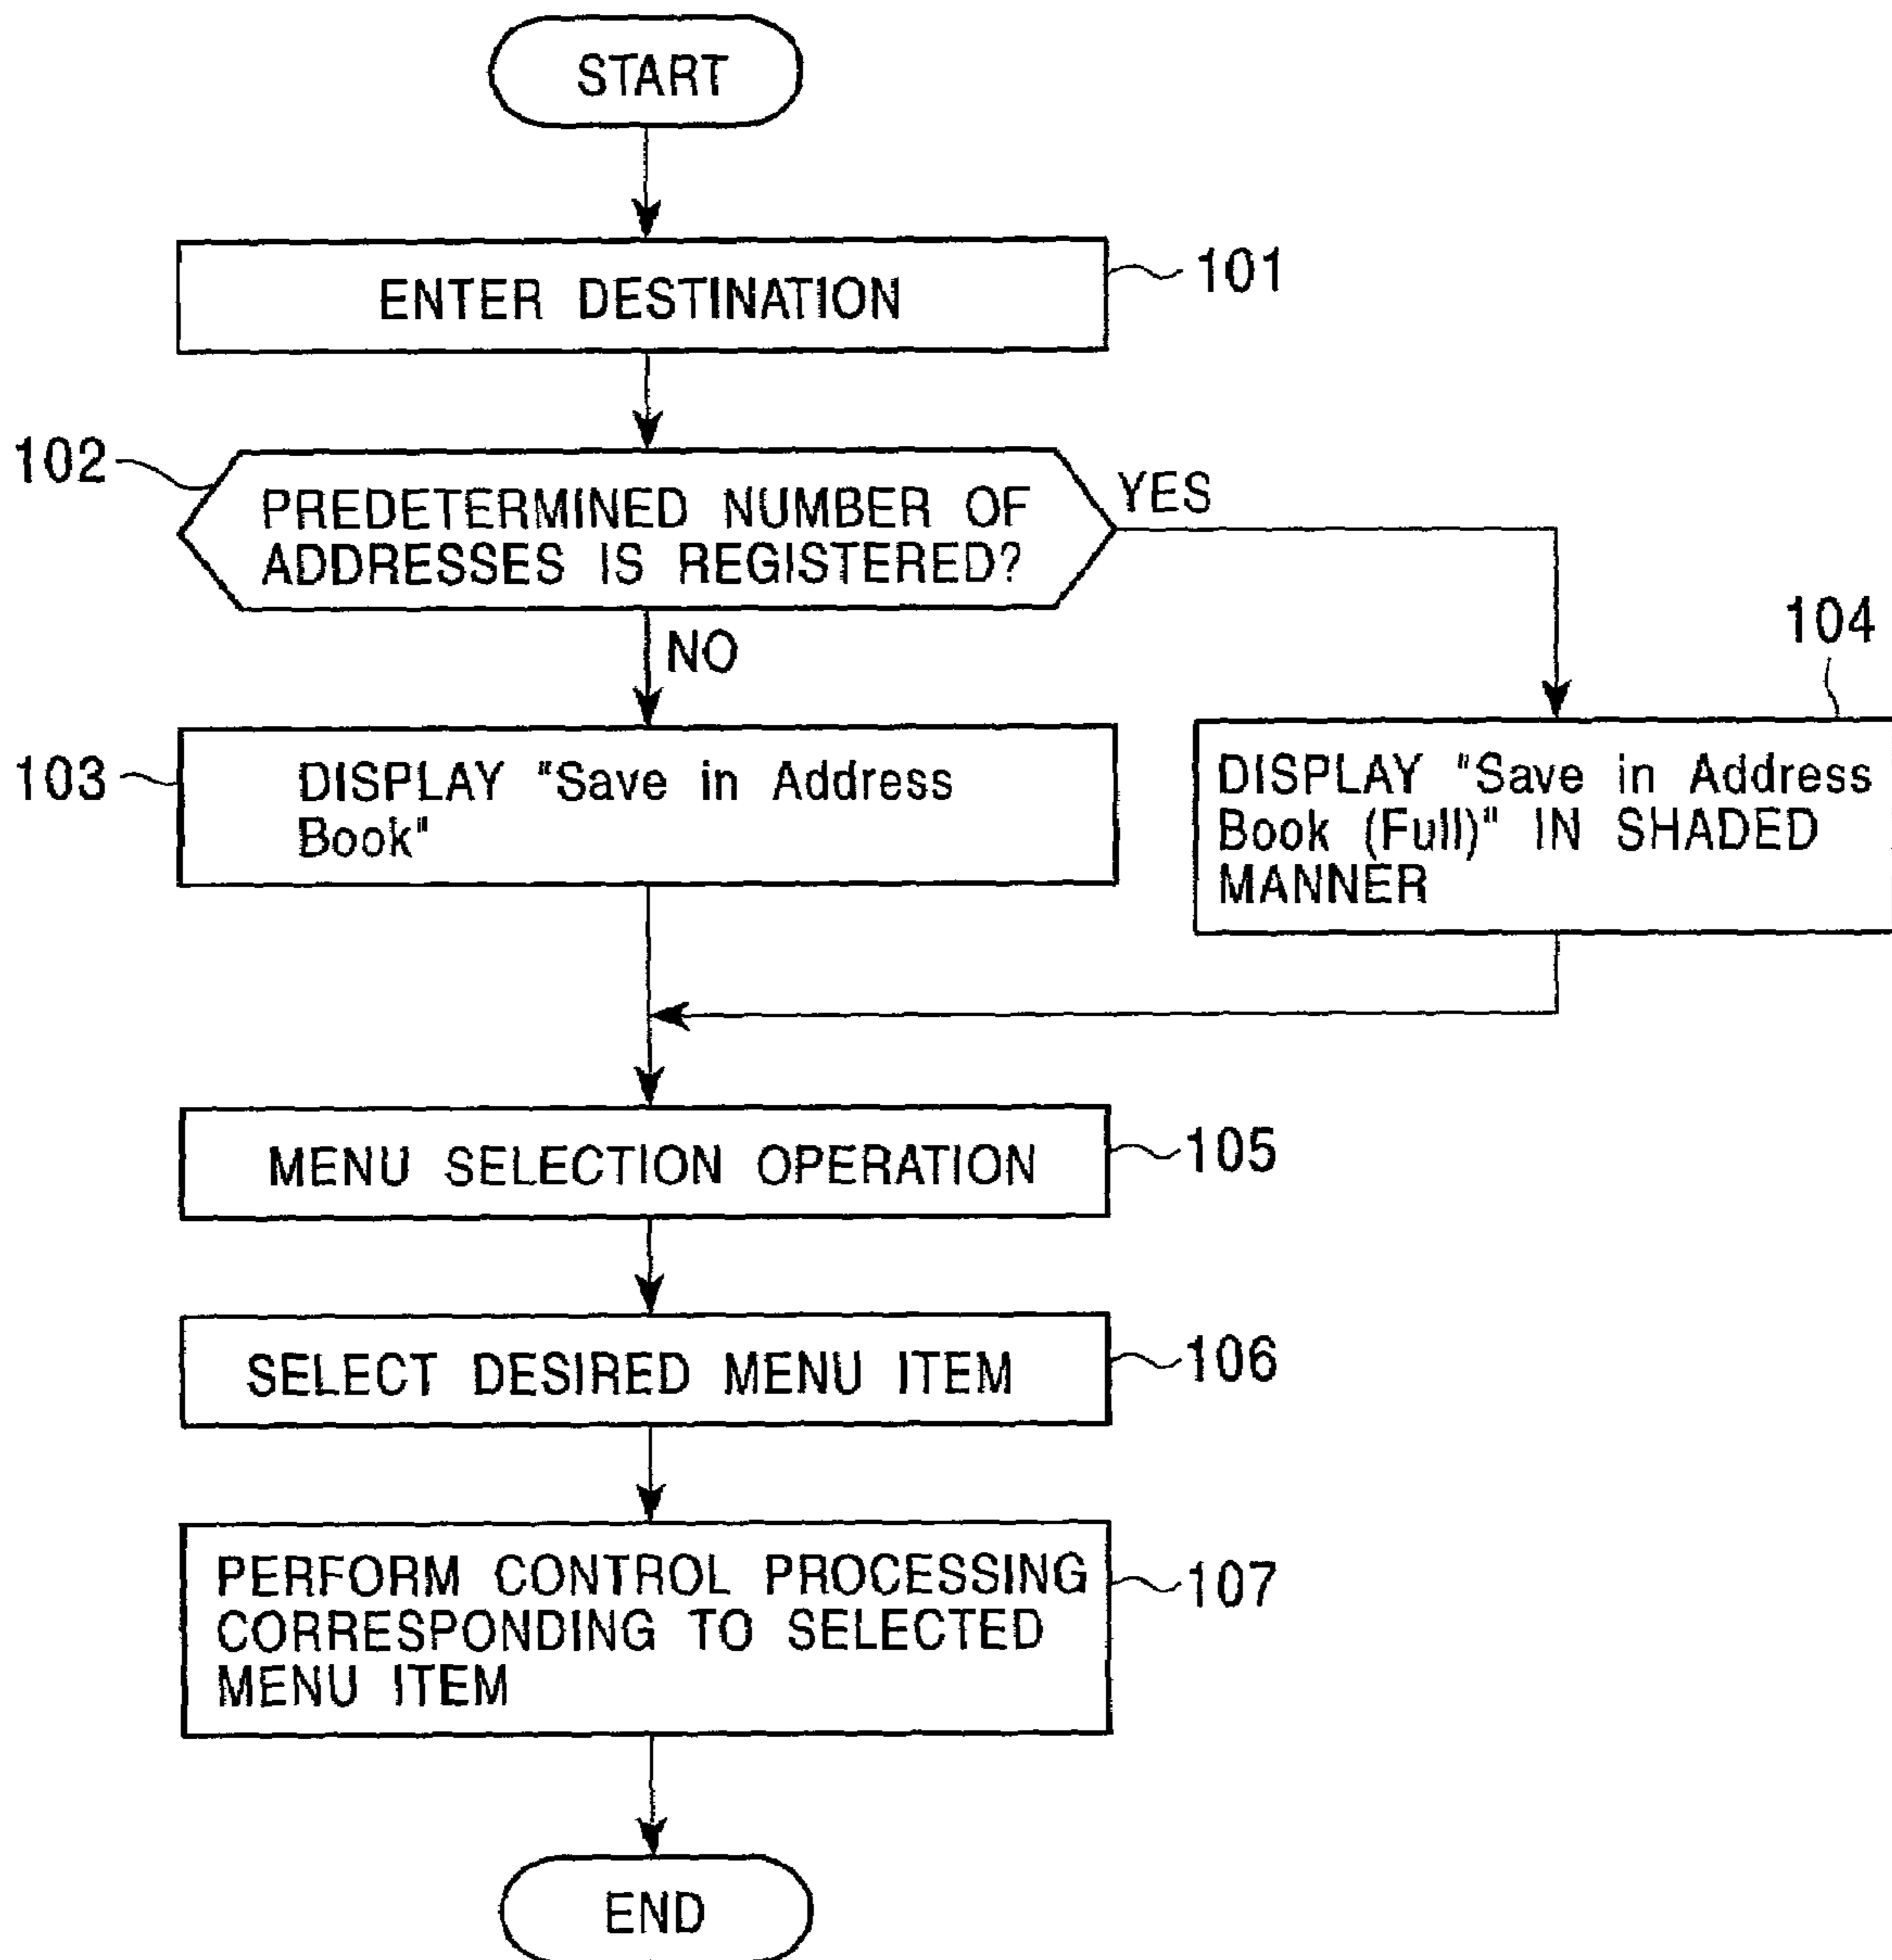 START
ENTER DESTINATION
101
102
PREDETERMINED NUMBER OF
ADDRESSES IS REGISTERED?
YES
NO
103
DISPLAY "Save in Address
Book"
104
DISPLAY "Save in Address
Book (Full)" IN SHADED
MANNER
MENU SELECTION OPERATION
105
SELECT DESIRED MENU ITEM
106
PERFORM CONTROL PROCESSING
CORRESPONDING TO SELECTED
MENU ITEM
107
END